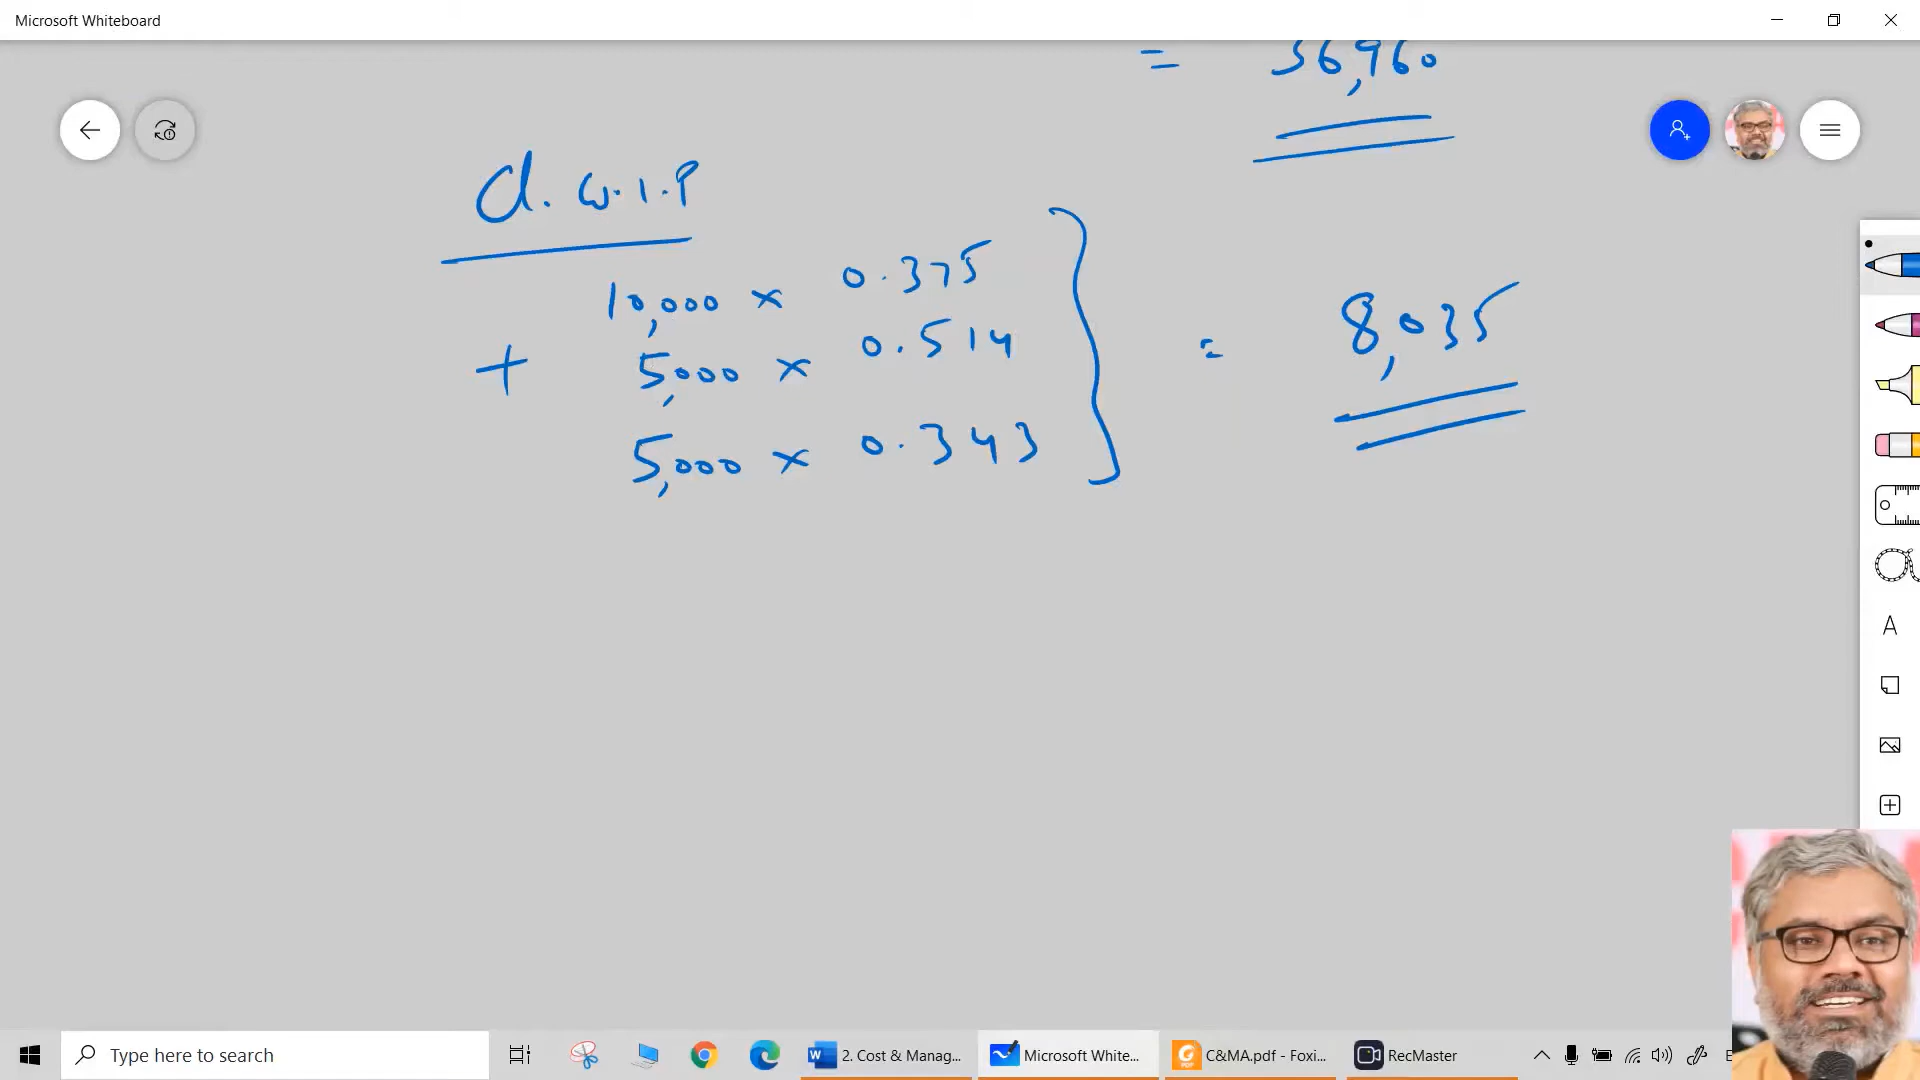 Microsoft Whiteboard
= 36,960
Cl. W.I.P
10,000 × 0.375
+ 5,000 × 0.514 = 8,035
5,000 × 0.343
A
Type here to search
2. Cost & Manag...
Microsoft White...
C&MA.pdf - Foxi...
RecMaster